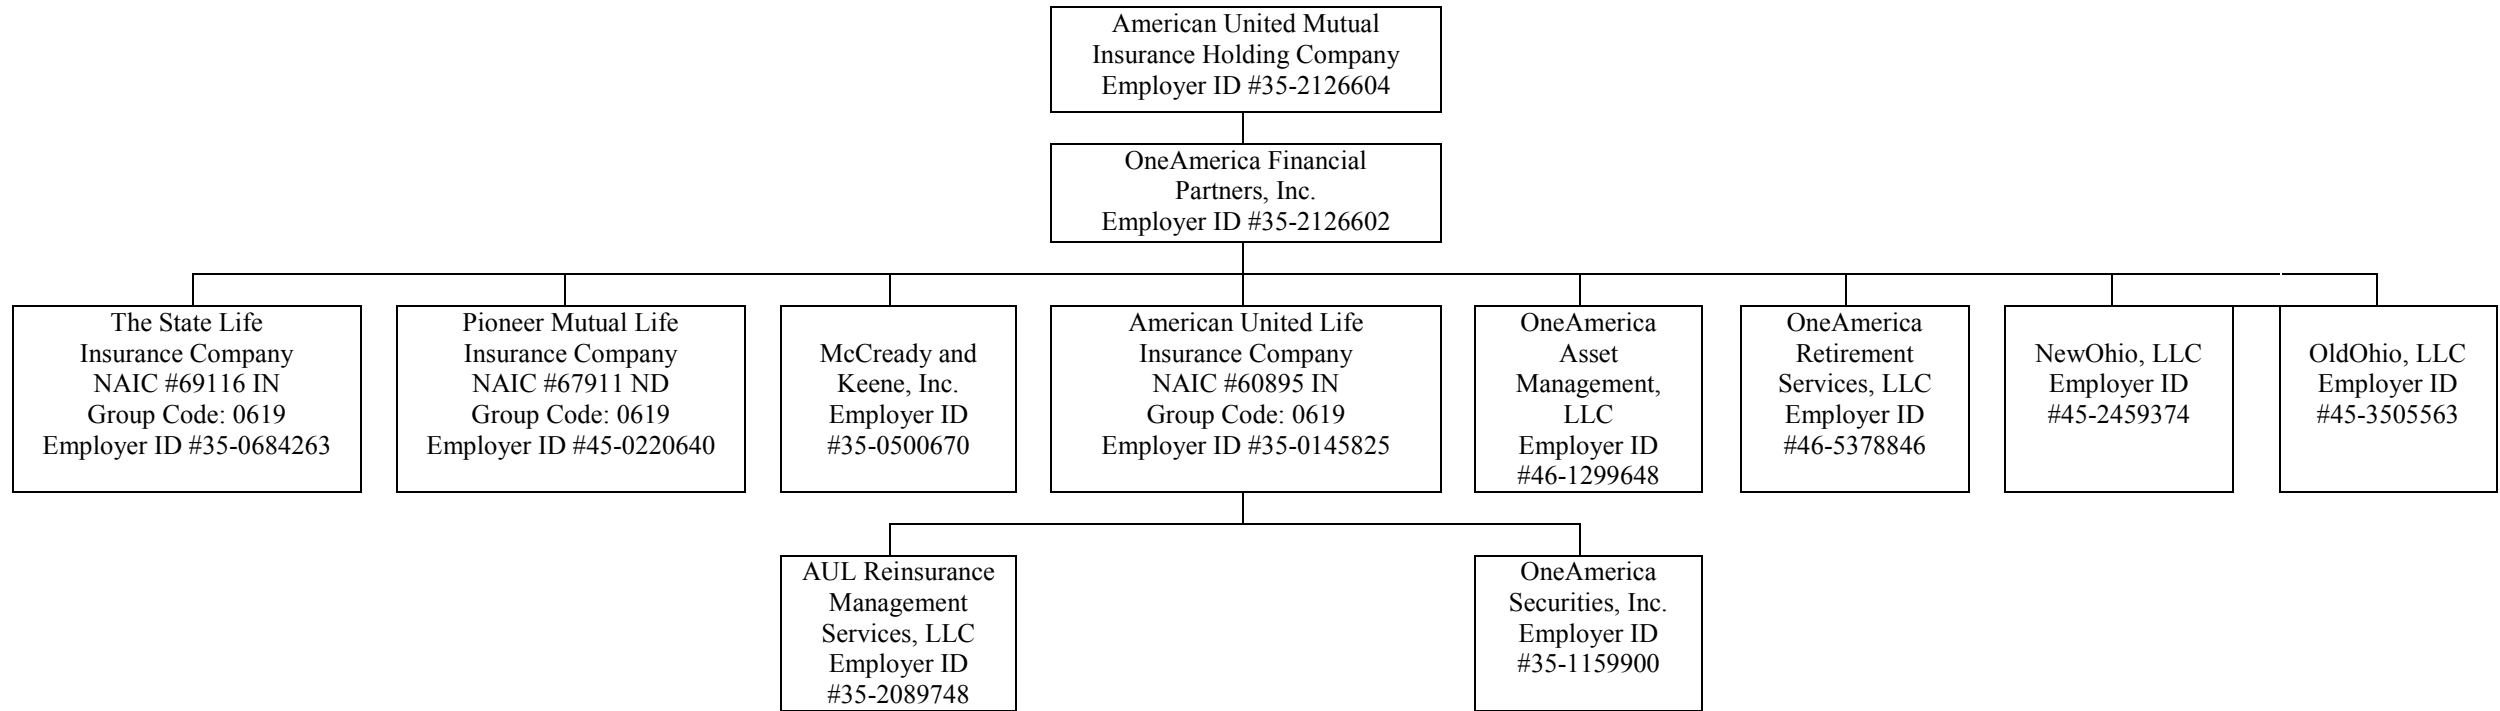 American United Mutual
Insurance Holding Company
Employer ID #35-2126604
OneAmerica Financial
Partners, Inc.
Employer ID #35-2126602
The State Life
Insurance Company
NAIC #69116 IN
Group Code: 0619
Employer ID #35-0684263
Pioneer Mutual Life
Insurance Company
NAIC #67911 ND
Group Code: 0619
Employer ID #45-0220640
McCready and
Keene, Inc.
Employer ID
#35-0500670
American United Life
Insurance Company
NAIC #60895 IN
Group Code: 0619
Employer ID #35-0145825
OneAmerica
Asset
Management,
LLC
Employer ID
#46-1299648
OneAmerica
Retirement
Services, LLC
Employer ID
#46-5378846
NewOhio, LLC
Employer ID
#45-2459374
OldOhio, LLC
Employer ID
#45-3505563
AUL Reinsurance
Management
Services, LLC
Employer ID
#35-2089748
OneAmerica
Securities, Inc.
Employer ID
#35-1159900